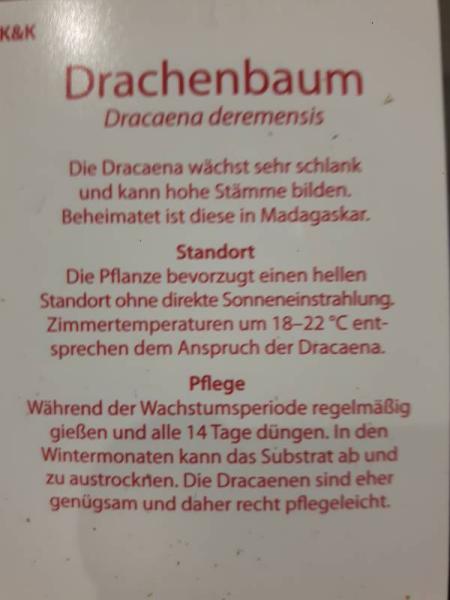 K&K
Drachenbaum
Dracaena deremensis
Die Dracaena wächst sehr schlank
und kann hohe Stämme bilden.
Beheimatet ist diese in Madagaskar.
Standort
Die Pflanze bevorzugt einen hellen
Standort ohne direkte Sonneneinstrahlung.
Zimmertemperaturen um 18–22 °C ent-
sprechen dem Anspruch der Dracaena.
Pflege
Während der Wachstumsperiode regelmäßig
gießen und alle 14 Tage düngen. In den
Wintermonaten kann das Substrat ab und
zu austrocknen. Die Dracaenen sind eher
genügsam und daher recht pflegeleicht.